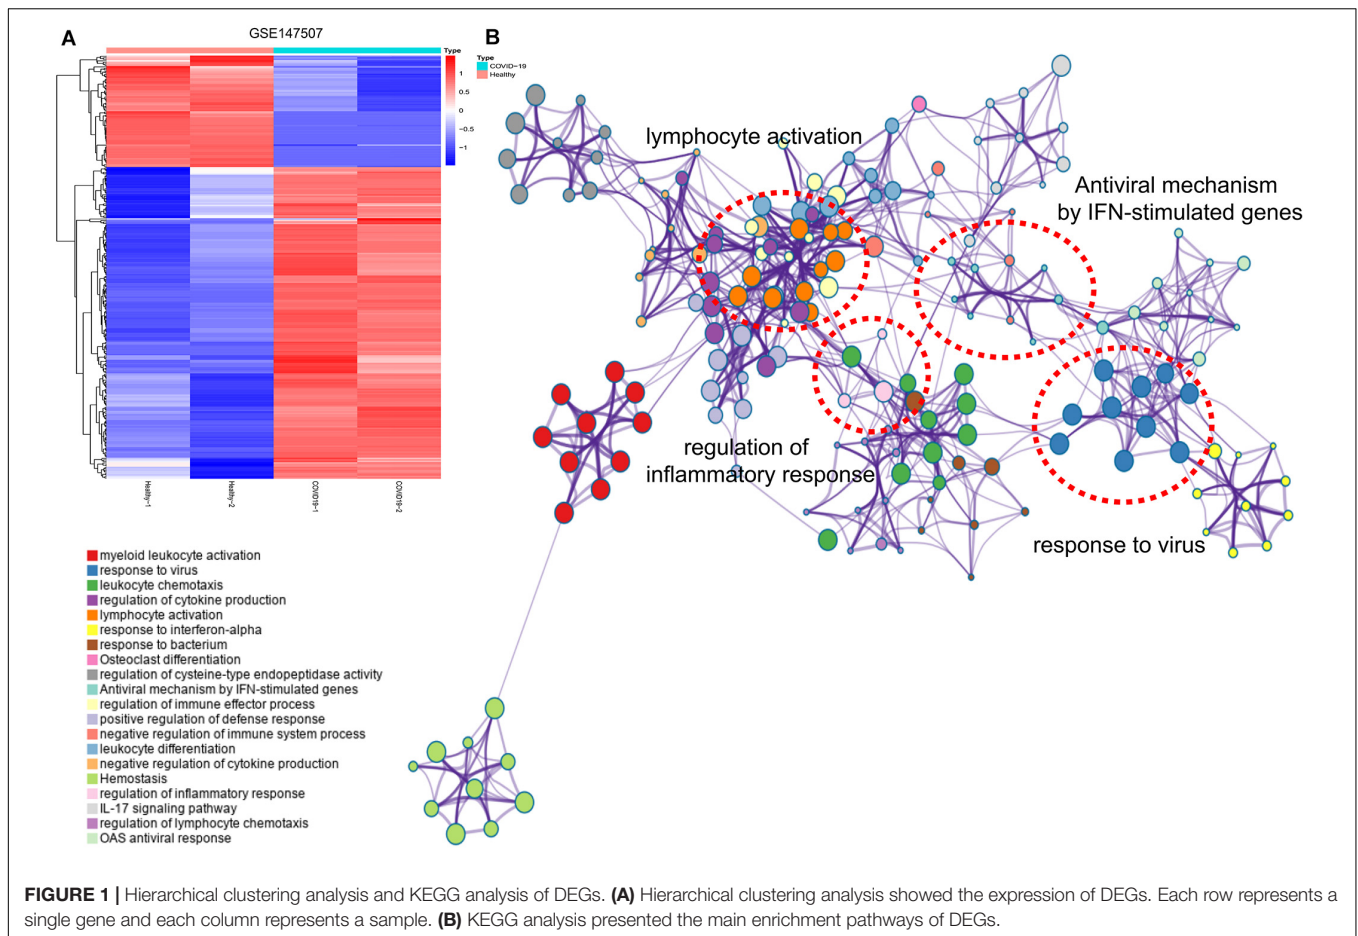 A
GSE147507
Type
1
0.5
0
−0.5
−1
Type
COVID−19
Healthy
Healthy-1
Healthy-2
COVID19-1
COVID19-2
B
lymphocyte activation
Antiviral mechanism
by IFN-stimulated genes
regulation of
inflammatory response
response to virus
myeloid leukocyte activation
response to virus
leukocyte chemotaxis
regulation of cytokine production
lymphocyte activation
response to interferon-alpha
response to bacterium
Osteoclast differentiation
regulation of cysteine-type endopeptidase activity
Antiviral mechanism by IFN-stimulated genes
regulation of immune effector process
positive regulation of defense response
negative regulation of immune system process
leukocyte differentiation
negative regulation of cytokine production
Hemostasis
regulation of inflammatory response
IL-17 signaling pathway
regulation of lymphocyte chemotaxis
OAS antiviral response
FIGURE 1 | Hierarchical clustering analysis and KEGG analysis of DEGs. (A) Hierarchical clustering analysis showed the expression of DEGs. Each row represents a
single gene and each column represents a sample. (B) KEGG analysis presented the main enrichment pathways of DEGs.